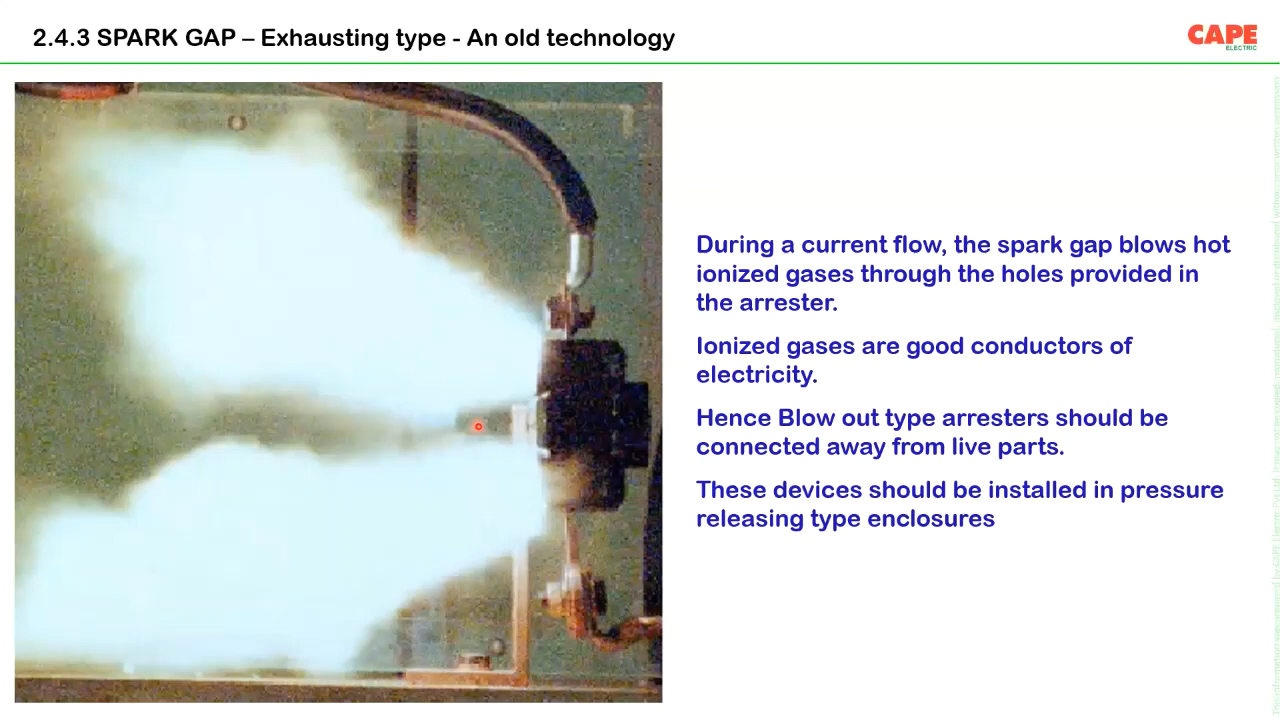 2.4.3 SPARK GAP – Exhausting type - An old technology
CAPE
ELECTRIC
During a current flow, the spark gap blows hot
ionized gases through the holes provided in
the arrester.
Ionized gases are good conductors of
electricity.
Hence Blow out type arresters should be
connected away from live parts.
These devices should be installed in pressure
releasing type enclosures